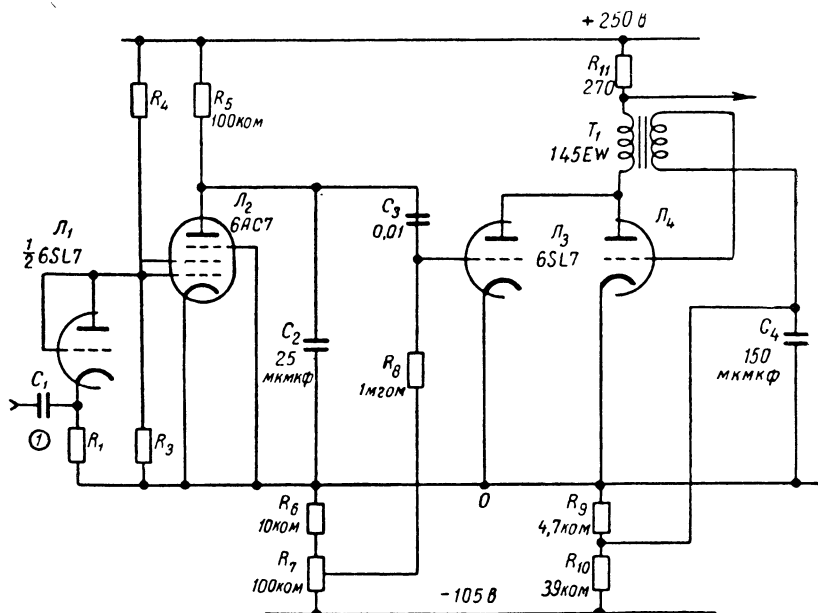 + 250 в
R₄
R₅
100ком
R₁₁
270
T₁
145EW
Л₁
½ 6SL7
Л₂
6AC7
C₃
0,01
Л₃
6SL7
Л₄
C₂
25
мкмкф
R₈
1мгом
C₄
150
мкмкф
C₁
①
R₁
R₃
0
R₆
10ком
R₇
100ком
R₉
4,7ком
R₁₀
39ком
-105 в